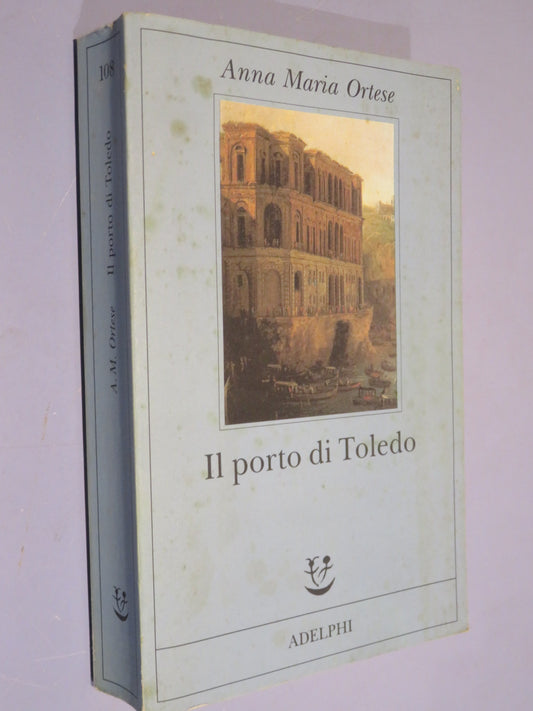 Anna Maria Ortese
Il porto di Toledo
ADELPHI
108
Il porto di Toledo
A. M. Ortese